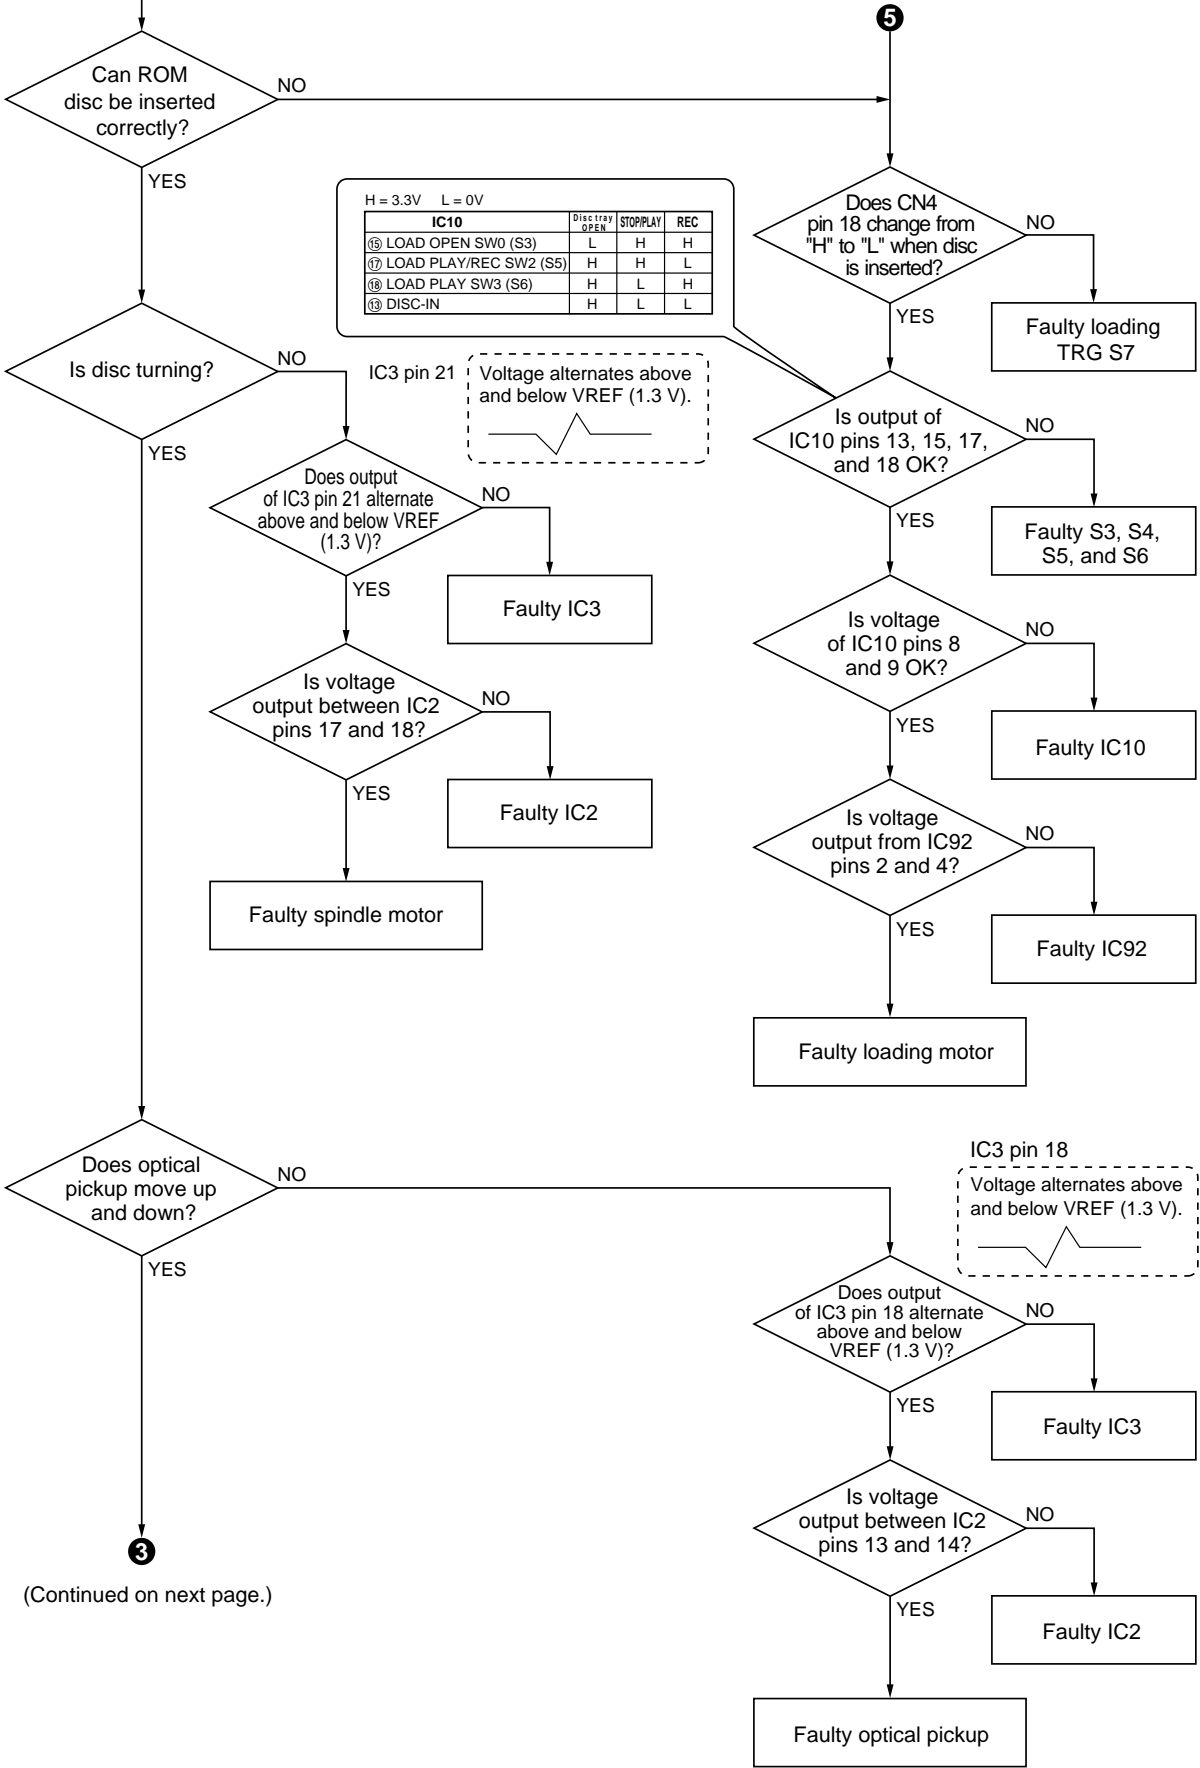 5
Can ROM
disc be inserted
correctly?
NO
YES
Does CN4
pin 18 change from
"H" to "L" when disc
is inserted?
NO
YES
Faulty loading
TRG S7
H = 3.3V L = 0V
IC10 Disc tray OPEN STOP/PLAY REC
⑮ LOAD OPEN SW0 (S3) L H H
⑰ LOAD PLAY/REC SW2 (S5) H H L
⑱ LOAD PLAY SW3 (S6) H L H
⑬ DISC-IN H L L
Is disc turning?
NO
YES
IC3 pin 21
Voltage alternates above
and below VREF (1.3 V).
Is output of
IC10 pins 13, 15, 17,
and 18 OK?
NO
YES
Faulty S3, S4,
S5, and S6
Does output
of IC3 pin 21 alternate
above and below VREF
(1.3 V)?
NO
YES
Faulty IC3
Is voltage
of IC10 pins 8
and 9 OK?
NO
YES
Faulty IC10
Is voltage
output between IC2
pins 17 and 18?
NO
YES
Faulty IC2
Faulty spindle motor
Is voltage
output from IC92
pins 2 and 4?
NO
YES
Faulty IC92
Faulty loading motor
Does optical
pickup move up
and down?
NO
YES
IC3 pin 18
Voltage alternates above
and below VREF (1.3 V).
Does output
of IC3 pin 18 alternate
above and below
VREF (1.3 V)?
NO
YES
Faulty IC3
Is voltage
output between IC2
pins 13 and 14?
NO
YES
Faulty IC2
Faulty optical pickup
3
(Continued on next page.)